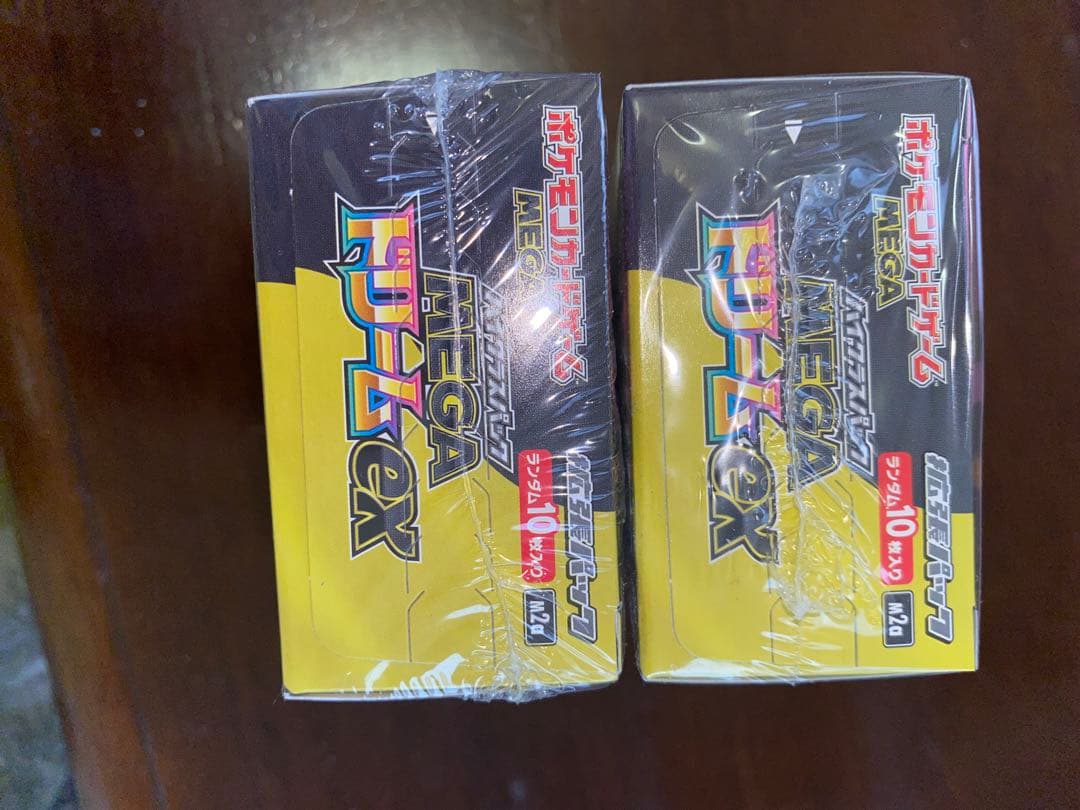 ポケモンカードゲーム
MEGA
ハイクラスパック
MEGA
ドリームex
拡張パック
ランダム10枚入り
M2a
ポケモンカードゲーム
MEGA
ハイクラスパック
MEGA
ドリームex
拡張パック
ランダム10枚入り
M2a